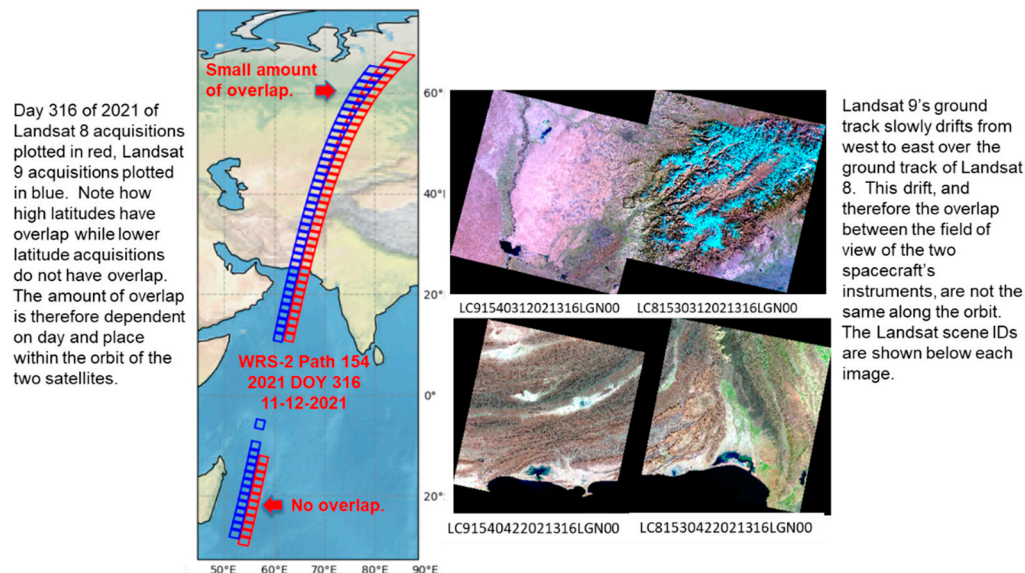 Day 316 of 2021 of
Landsat 8 acquisitions
plotted in red, Landsat
9 acquisitions plotted
in blue.  Note how
high latitudes have
overlap while lower
latitude acquisitions
do not have overlap.
The amount of overlap
is therefore dependent
on day and place
within the orbit of the
two satellites.
Small amount
of overlap.
60°
40°
20°
WRS-2 Path 154
2021 DOY 316
11-12-2021
0°
20°
No overlap.
50°E
60°E
70°E
80°E
90°E
LC91540312021316LGN00
LC81530312021316LGN00
LC91540422021316LGN00
LC81530422021316LGN00
Landsat 9's ground
track slowly drifts from
west to east over the
ground track of Landsat
8.  This drift, and
therefore the overlap
between the field of
view of the two
spacecraft's
instruments, are not the
same along the orbit.
The Landsat scene IDs
are shown below each
image.